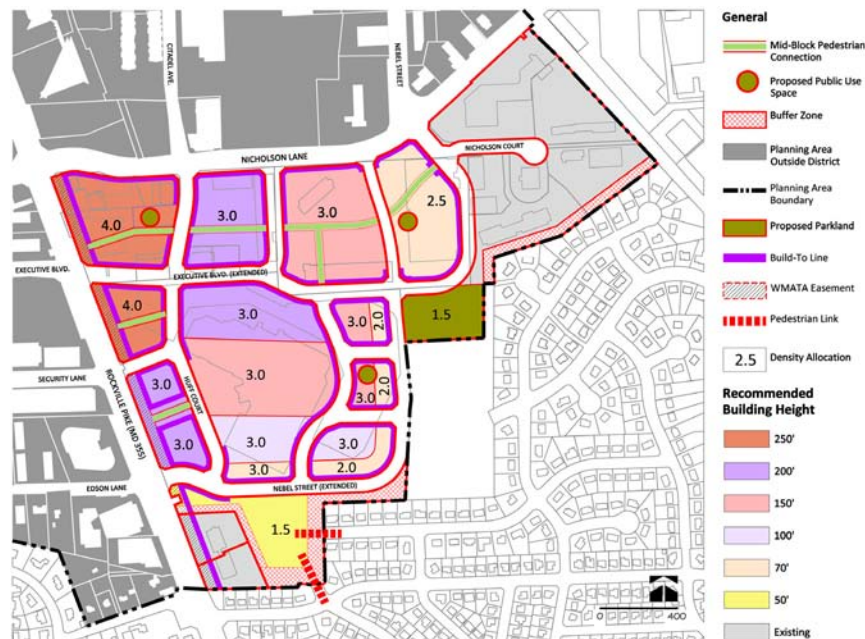 CITADEL AVE.
NEBEL STREET
NICHOLSON LANE
NICHOLSON COURT
4.0
3.0
3.0
2.5
EXECUTIVE BLVD.
EXECUTIVE BLVD. (EXTENDED)
4.0
3.0
3.0
2.0
1.5
3.0
SECURITY LANE
HUFF COURT
3.0
3.0
2.0
ROCKVILLE PIKE (MD 355)
3.0
3.0
3.0
3.0
2.0
EDSON LANE
NEBEL STREET (EXTENDED)
1.5
0
400
General
Mid-Block Pedestrian
Connection
Proposed Public Use
Space
Buffer Zone
Planning Area
Outside District
Planning Area
Boundary
Proposed Parkland
Build-To Line
WMATA Easement
Pedestrian Link
2.5
Density Allocation
Recommended
Building Height
250'
200'
150'
100'
70'
50'
Existing